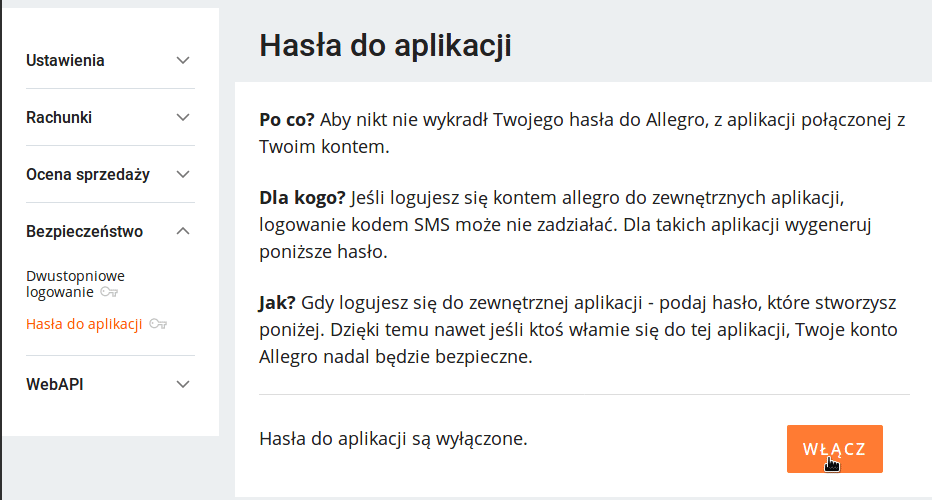 Ustawienia
Rachunki
Ocena sprzedaży
Bezpieczeństwo
Dwustopniowe
logowanie
Hasła do aplikacji
WebAPI
Hasła do aplikacji
Po co? Aby nikt nie wykradł Twojego hasła do Allegro, z aplikacji połączonej z
Twoim kontem.
Dla kogo? Jeśli logujesz się kontem allegro do zewnętrznych aplikacji,
logowanie kodem SMS może nie zadziałać. Dla takich aplikacji wygeneruj
poniższe hasło.
Jak? Gdy logujesz się do zewnętrznej aplikacji - podaj hasło, które stworzysz
poniżej. Dzięki temu nawet jeśli ktoś włamie się do tej aplikacji, Twoje konto
Allegro nadal będzie bezpieczne.
Hasła do aplikacji są wyłączone.
WŁĄCZ